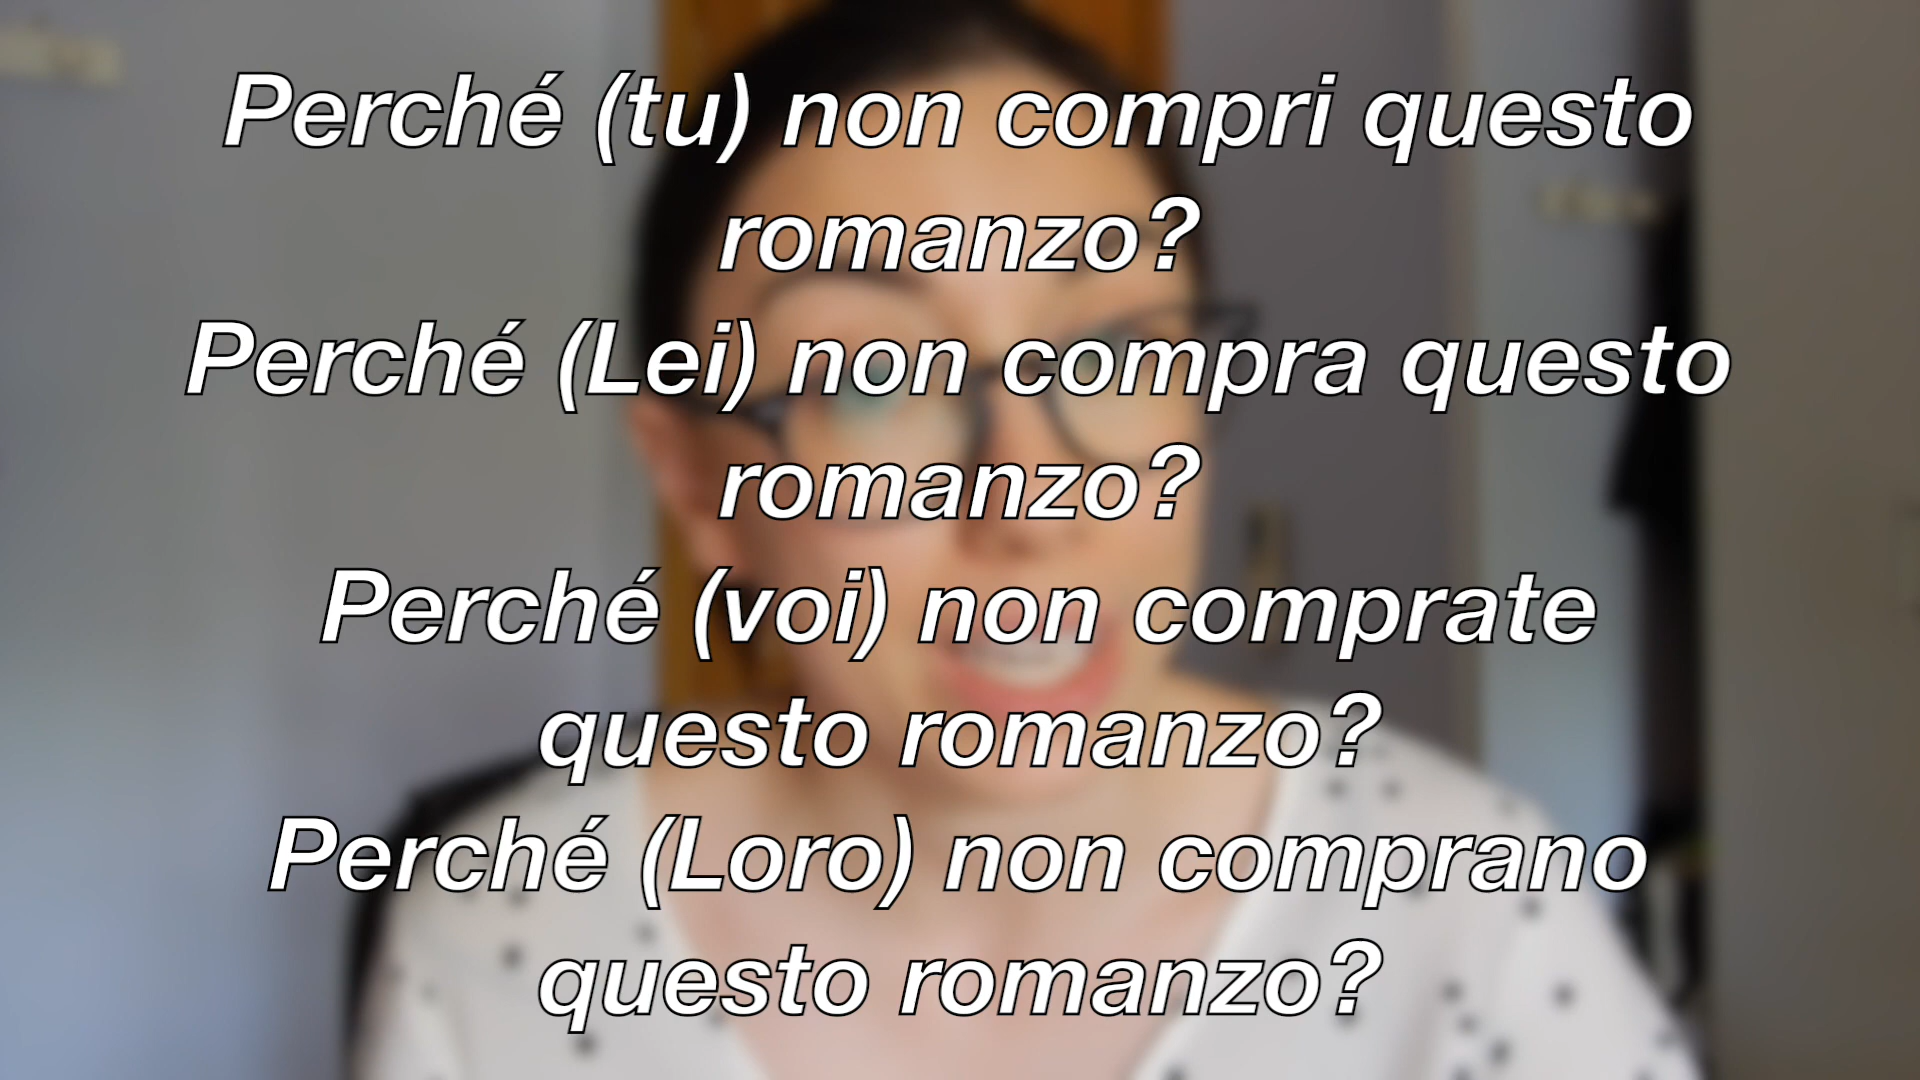 Perché (tu) non compri questo
romanzo?
Perché (Lei) non compra questo
romanzo?
Perché (voi) non comprate
questo romanzo?
Perché (Loro) non comprano
questo romanzo?